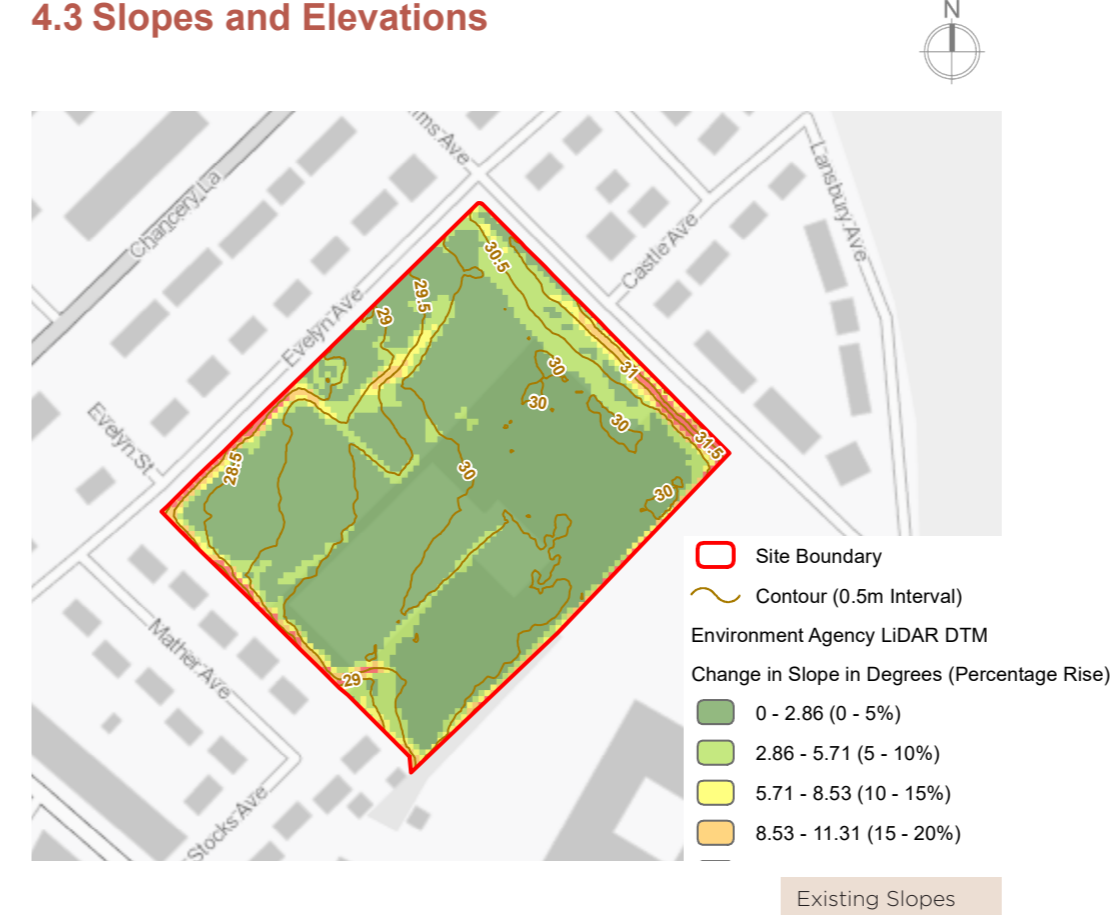 4.3 Slopes and Elevations
N
ms Ave
Chancery La
Lansbury Ave
Castle Ave
30.5
29.5
29
Evelyn Ave
31
30
30
30
Evelyn St
31.5
28.5
30
30
Site Boundary
Contour (0.5m Interval)
Environment Agency LiDAR DTM
Mather Ave
Change in Slope in Degrees (Percentage Rise)
29
0 - 2.86 (0 - 5%)
2.86 - 5.71 (5 - 10%)
5.71 - 8.53 (10 - 15%)
Stocks Ave
8.53 - 11.31 (15 - 20%)
Existing Slopes